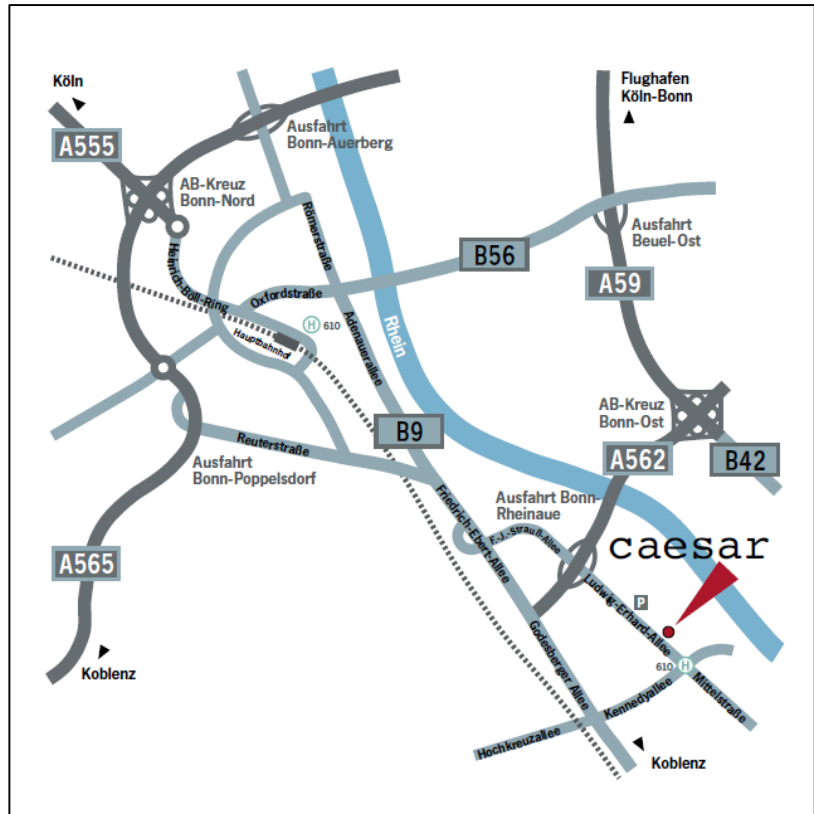 Köln
Flughafen
Köln-Bonn
A555
Ausfahrt
Bonn-Auerberg
AB-Kreuz
Bonn-Nord
Römerstraße
Ausfahrt
Beuel-Ost
B56
A59
Heinrich-Böll-Ring
Oxfordstraße
H 610
Hauptbahnhof
Adenauerallee
Rhein
AB-Kreuz
Bonn-Ost
B9
Reuterstraße
A562
B42
Ausfahrt
Bonn-Poppelsdorf
Ausfahrt Bonn-
Rheinaue
Friedrich-Ebert-Allee
F.-J.-Strauß-Allee
caesar
A565
Ludwig-Erhard-Allee
P
Godesberger Allee
610 H
Koblenz
Kennedyallee
Mittelstraße
Hochkreuzallee
Koblenz